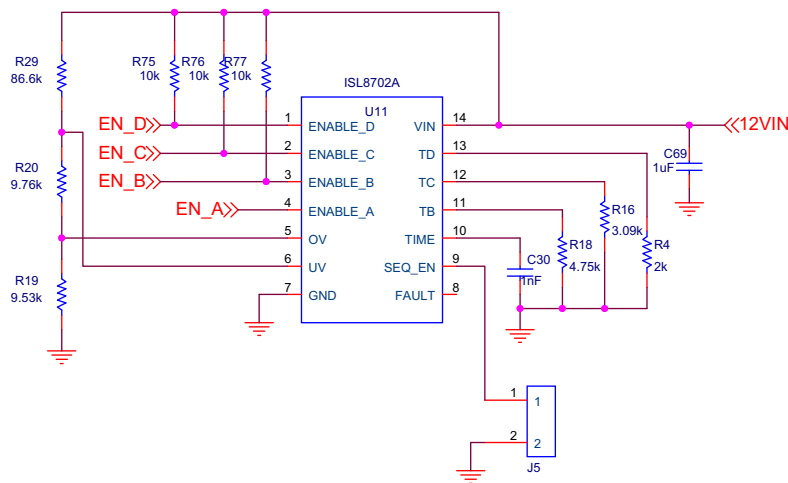 R29
86.6k
R75
10k
R76
10k
R77
10k
ISL8702A
U11
EN_D
1
ENABLE_D
VIN
14
12VIN
EN_C
2
ENABLE_C
TD
13
C69
1uF
R20
9.76k
EN_B
3
ENABLE_B
TC
12
EN_A
4
ENABLE_A
TB
11
R16
3.09k
5
OV
TIME
10
R18
4.75k
R4
2k
R19
9.53k
6
UV
SEQ_EN
9
C30
1nF
7
GND
FAULT
8
1
1
2
2
J5